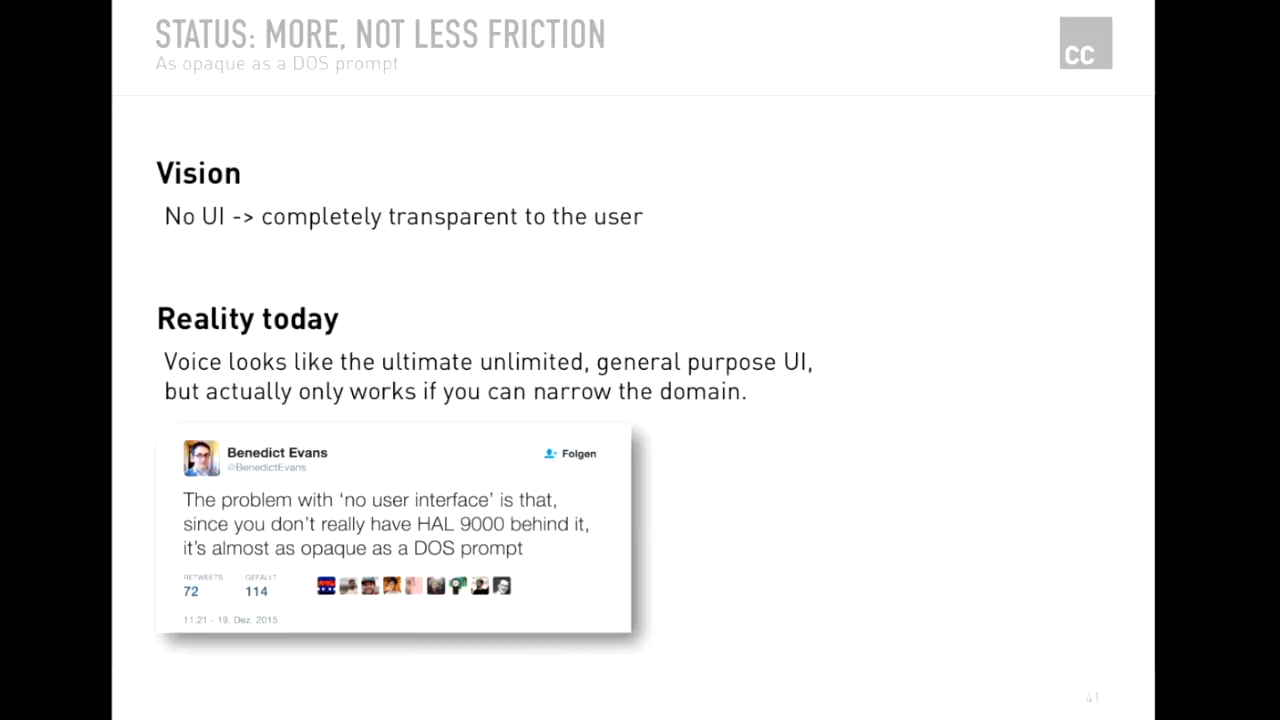 STATUS: MORE, NOT LESS FRICTION
As opaque as a DOS prompt
CC
Vision
No UI -> completely transparent to the user
Reality today
Voice looks like the ultimate unlimited, general purpose UI,
but actually only works if you can narrow the domain.
Benedict Evans
@BenedictEvans
Folgen
The problem with ‘no user interface’ is that,
since you don’t really have HAL 9000 behind it,
it’s almost as opaque as a DOS prompt
RETWEETS GEFÄLLT
72 114
11:21 - 19. Dez. 2015
41